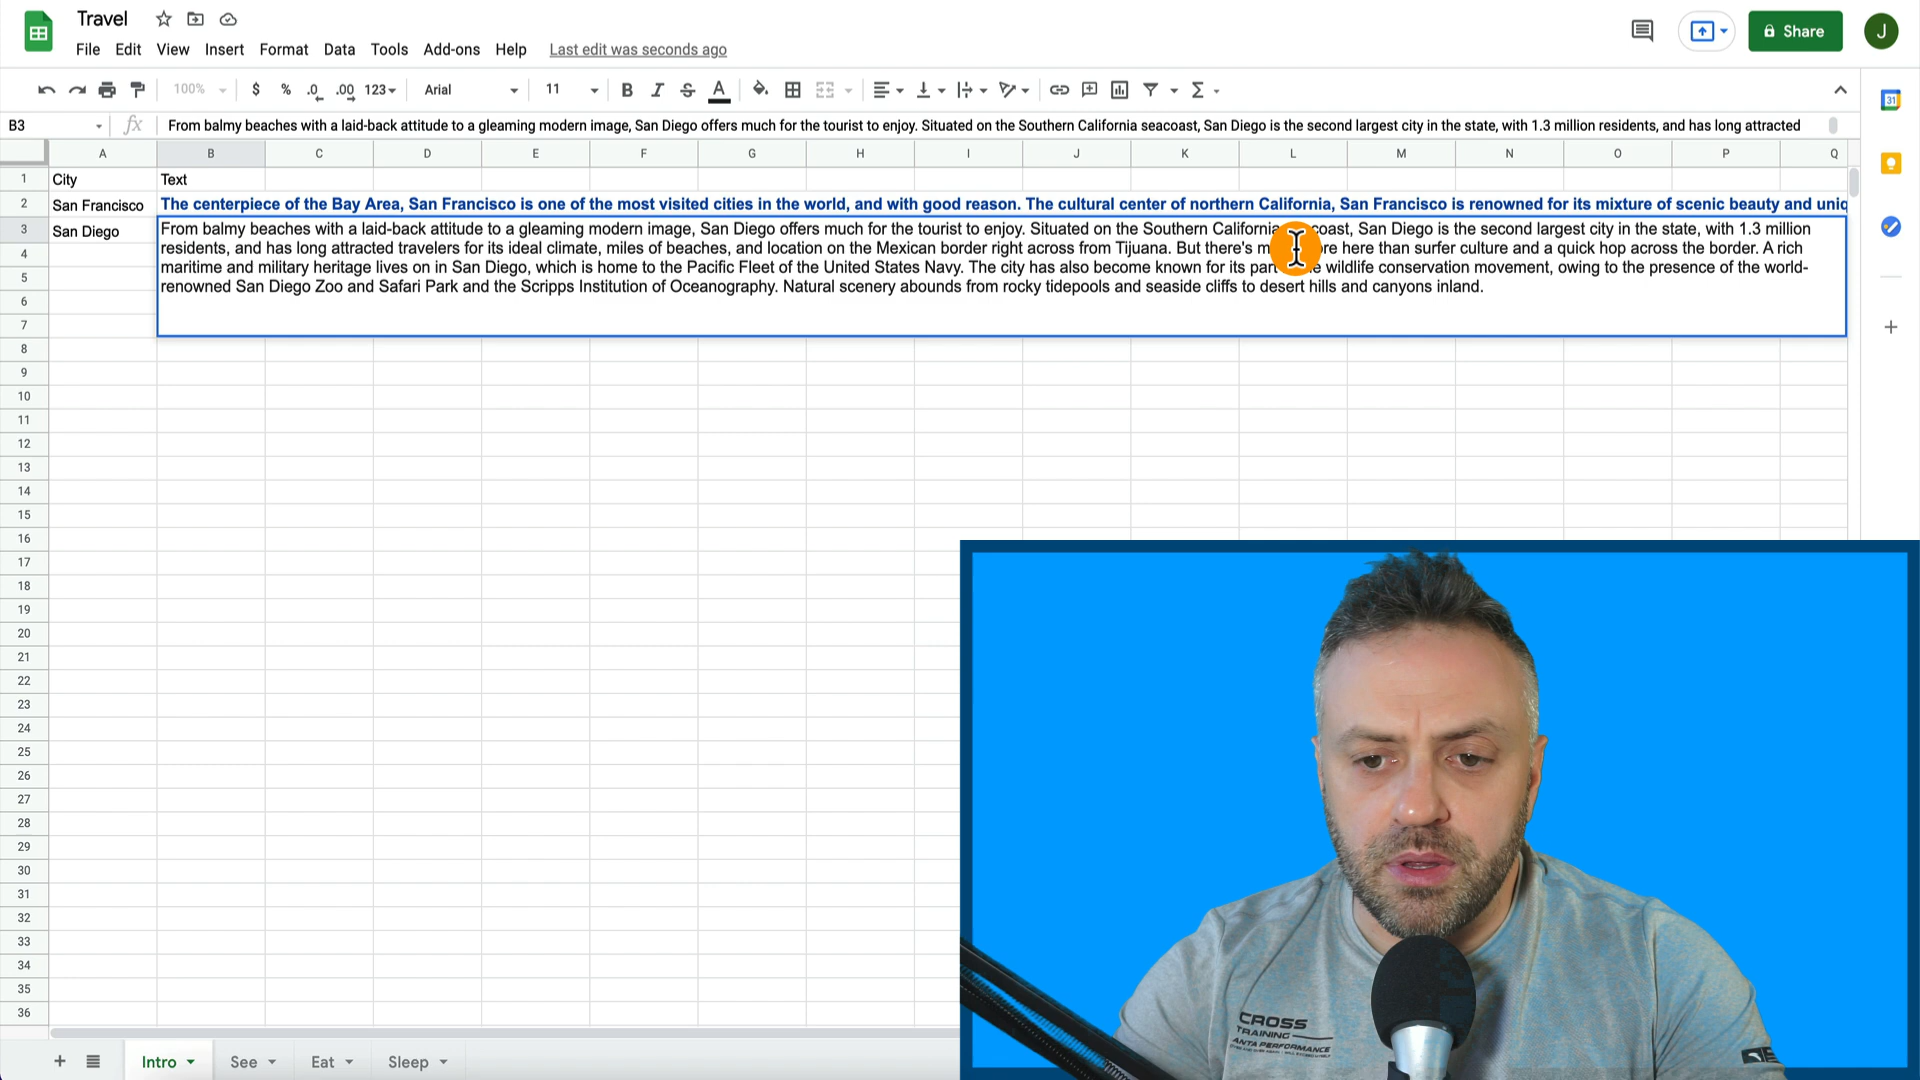 Travel
File Edit View Insert Format Data Tools Add-ons Help Last edit was seconds ago
Share J
100% $ % .0 .00 123 Arial 11 B I S A Σ
31
B3 fx From balmy beaches with a laid-back attitude to a gleaming modern image, San Diego offers much for the tourist to enjoy. Situated on the Southern California seacoast, San Diego is the second largest city in the state, with 1.3 million residents, and has long attracted
A B C D E F G H I J K L M N O P Q
1 City Text
2 San Francisco The centerpiece of the Bay Area, San Francisco is one of the most visited cities in the world, and with good reason. The cultural center of northern California, San Francisco is renowned for its mixture of scenic beauty and uniq
3 San Diego From balmy beaches with a laid-back attitude to a gleaming modern image, San Diego offers much for the tourist to enjoy. Situated on the Southern California coast, San Diego is the second largest city in the state, with 1.3 million
4 residents, and has long attracted travelers for its ideal climate, miles of beaches, and location on the Mexican border right across from Tijuana. But there's here than surfer culture and a quick hop across the border. A rich
5 maritime and military heritage lives on in San Diego, which is home to the Pacific Fleet of the United States Navy. The city has also become known for its wildlife conservation movement, owing to the presence of the world-
renowned San Diego Zoo and Safari Park and the Scripps Institution of Oceanography. Natural scenery abounds from rocky tidepools and seaside cliffs to desert hills and canyons inland.
6
7
8
9
10
11
12
13
14
15
16
17
18
19
20
21
22
23
24
25
26
27
28
29
30
31
32
33
34
35
36
CROSS
TRAINING
ANTA PERFORMANCE
+ Intro See Eat Sleep